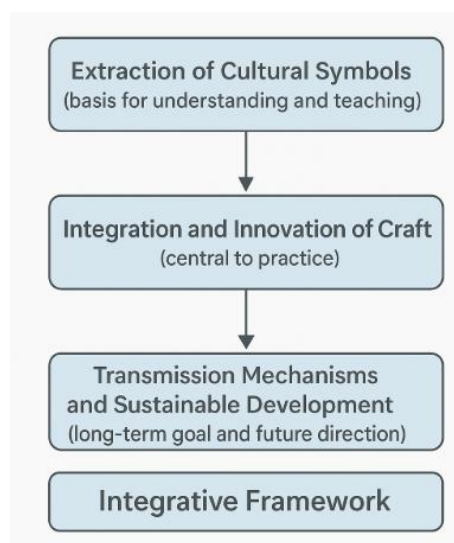 Extraction of Cultural Symbols
(basis for understanding and teaching)
Integration and Innovation of Craft
(central to practice)
Transmission Mechanisms
and Sustainable Development
(long-term goal and future direction)
Integrative Framework